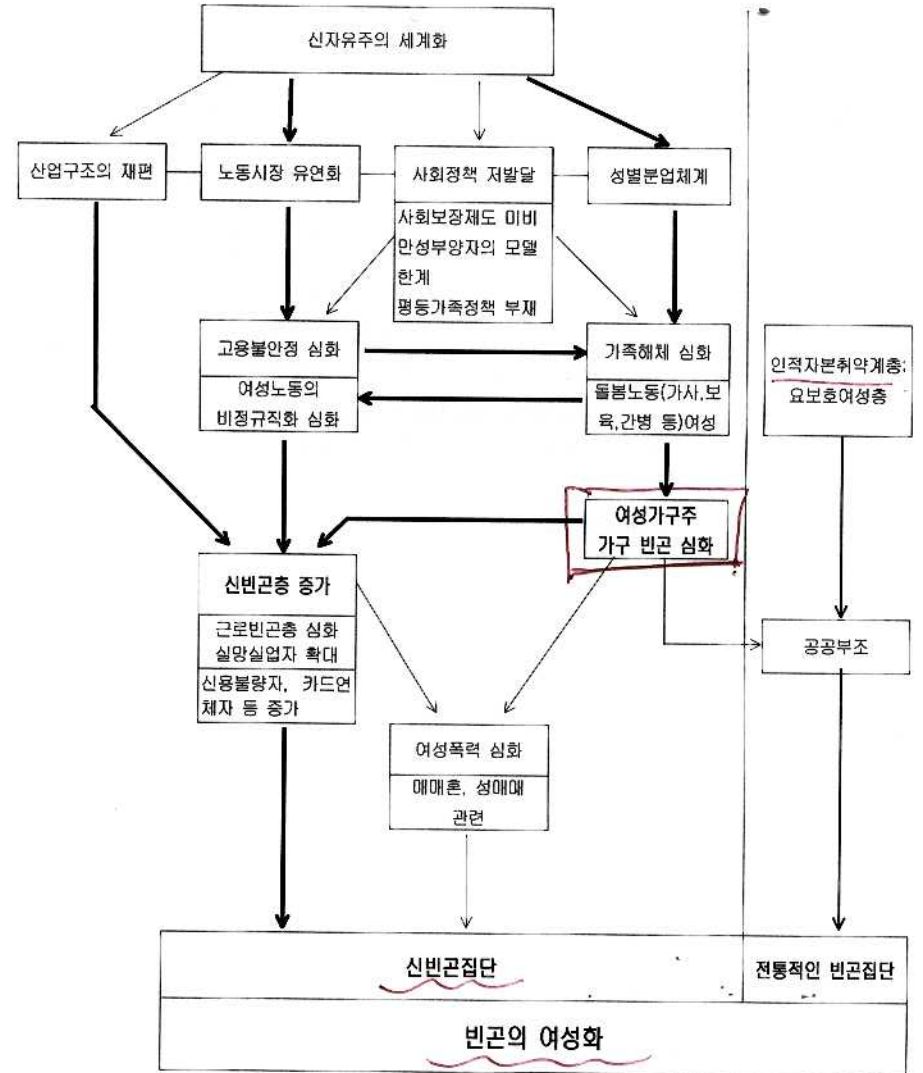 신자유주의 세계화
산업구조의 재편
노동시장 유연화
사회정책 저발달
성별분업체계
사회보장제도 미비
만성부양자의 모델
한계
평등가족정책 부재
고용불안정 심화
여성노동의
비정규직화 심화
가족해체 심화
돌봄노동(가사,보
육,간병 등)여성
인적자본취약계층
요보호여성층
여성가구주
가구 빈곤 심화
신빈곤층 증가
근로빈곤층 심화
실망실업자 확대
신용불량자, 카드연
체자 등 증가
공공부조
여성폭력 심화
매매혼, 성매매
관련
신빈곤집단
전통적인 빈곤집단
빈곤의 여성화